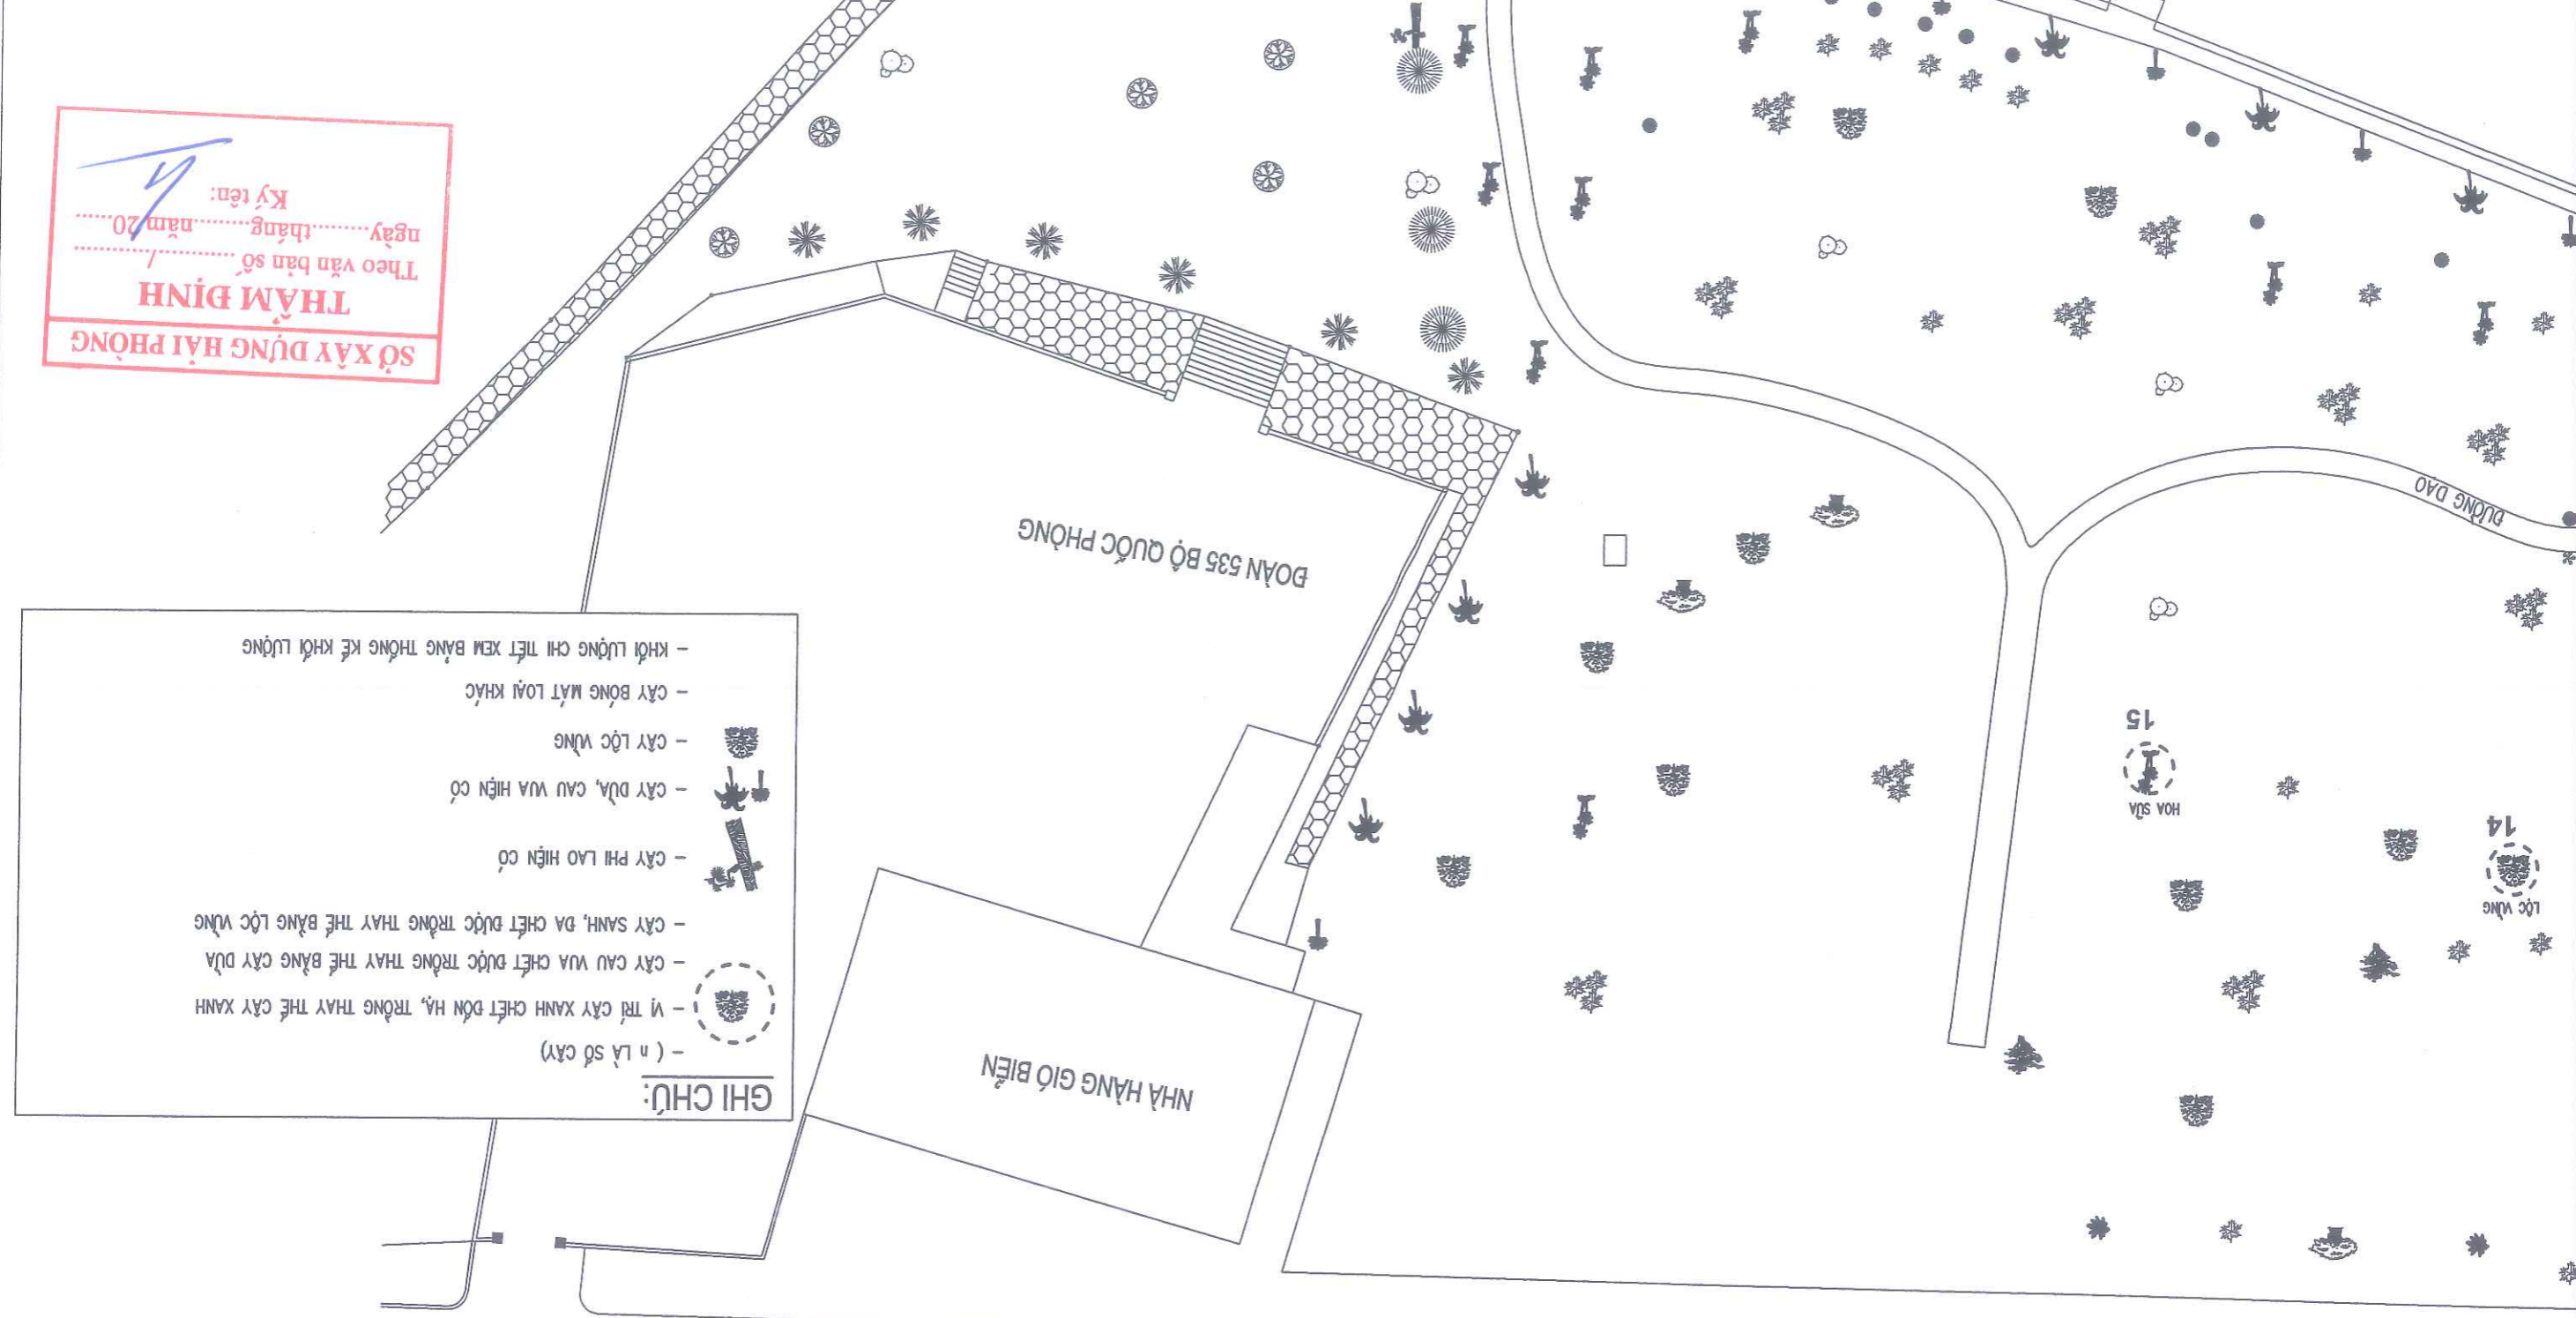 GHI CHÚ:
– ( n LÀ SỐ CÂY)
– VỊ TRÍ CÂY XANH CHẾT ĐỐN HẠ, TRỒNG THAY THẾ CÂY XANH
– CÂY CAU VUA CHẾT ĐƯỢC TRỒNG THAY THẾ BẰNG CÂY DỪA
– CÂY SANH, ĐA CHẾT ĐƯỢC TRỒNG THAY THẾ BẰNG LỘC VỪNG
– CÂY PHI LAO HIỆN CÓ
– CÂY DỪA, CAU VUA HIỆN CÓ
– CÂY LỘC VỪNG
– CÂY BÓNG MÁT LOẠI KHÁC
– KHỐI LƯỢNG CHI TIẾT XEM BẢNG THỐNG KÊ KHỐI LƯỢNG
NHÀ HÀNG GIÓ BIỂN
LỘC VỪNG
14
HOA SỮA
15
ĐOÀN 535 BỘ QUỐC PHÒNG
ĐƯỜNG DẠO
SỞ XÂY DỰNG HẢI PHÒNG
THẨM ĐỊNH
Theo văn bản số ............/............
ngày.........tháng.........năm 20......
Ký tên: